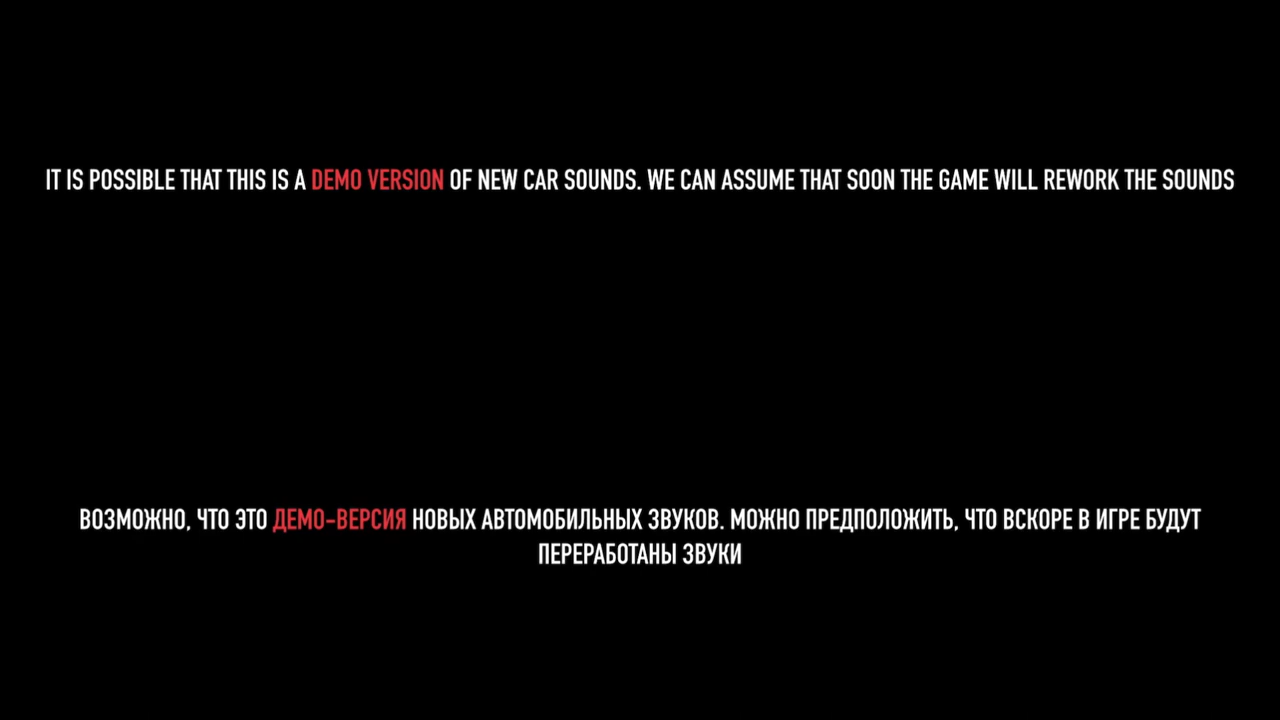 IT IS POSSIBLE THAT THIS IS A DEMO VERSION OF NEW CAR SOUNDS. WE CAN ASSUME THAT SOON THE GAME WILL REWORK THE SOUNDS
ВОЗМОЖНО, ЧТО ЭТО ДЕМО-ВЕРСИЯ НОВЫХ АВТОМОБИЛЬНЫХ ЗВУКОВ. МОЖНО ПРЕДПОЛОЖИТЬ, ЧТО ВСКОРЕ В ИГРЕ БУДУТ
ПЕРЕРАБОТАНЫ ЗВУКИ